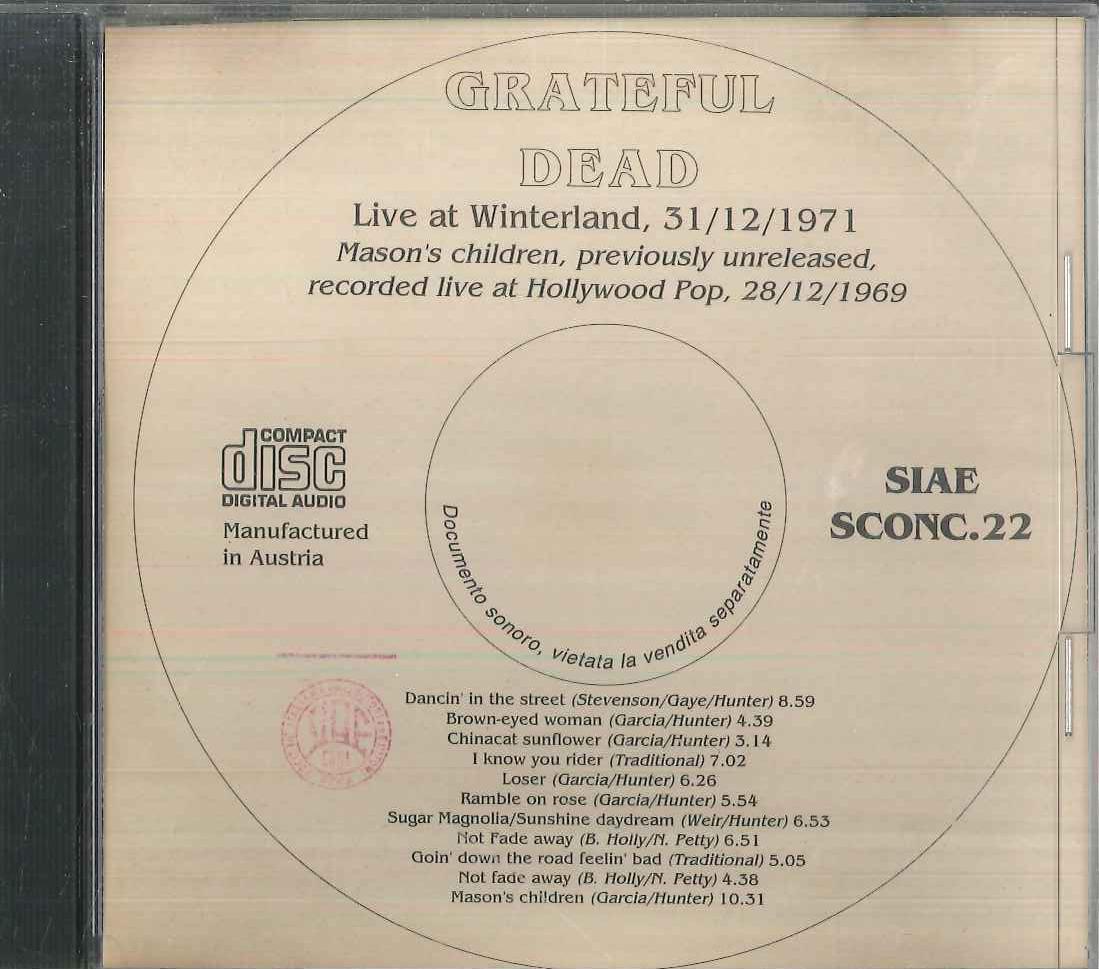 GRATEFUL
DEAD
Live at Winterland, 31/12/1971
Mason's children, previously unreleased,
recorded live at Hollywood Pop, 28/12/1969
COMPACT
disc
DIGITAL AUDIO
Manufactured
in Austria
SIAE
SCONC.22
Documento sonoro, vietata la vendita separatamente
Dancin' in the street (Stevenson/Gaye/Hunter) 8.59
Brown-eyed woman (Garcia/Hunter) 4.39
Chinacat sunflower (Garcia/Hunter) 3.14
I know you rider (Traditional) 7.02
Loser (Garcia/Hunter) 6.26
Ramble on rose (Garcia/Hunter) 5.54
Sugar Magnolia/Sunshine daydream (Weir/Hunter) 6.53
Not Fade away (B. Holly/N. Petty) 6.51
Goin' down the road feelin' bad (Traditional) 5.05
Not fade away (B. Holly/N. Petty) 4.38
Mason's children (Garcia/Hunter) 10.31